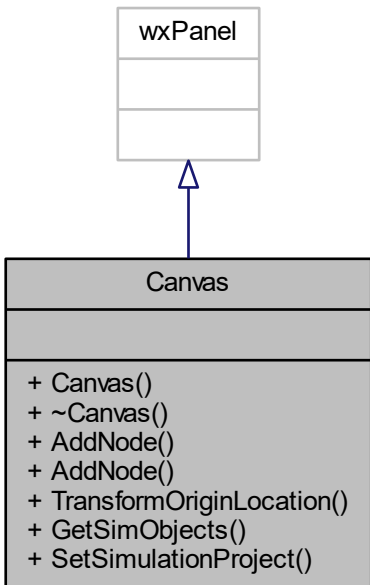 wxPanel
Canvas
+ Canvas()
+ ~Canvas()
+ AddNode()
+ AddNode()
+ TransformOriginLocation()
+ GetSimObjects()
+ SetSimulationProject()